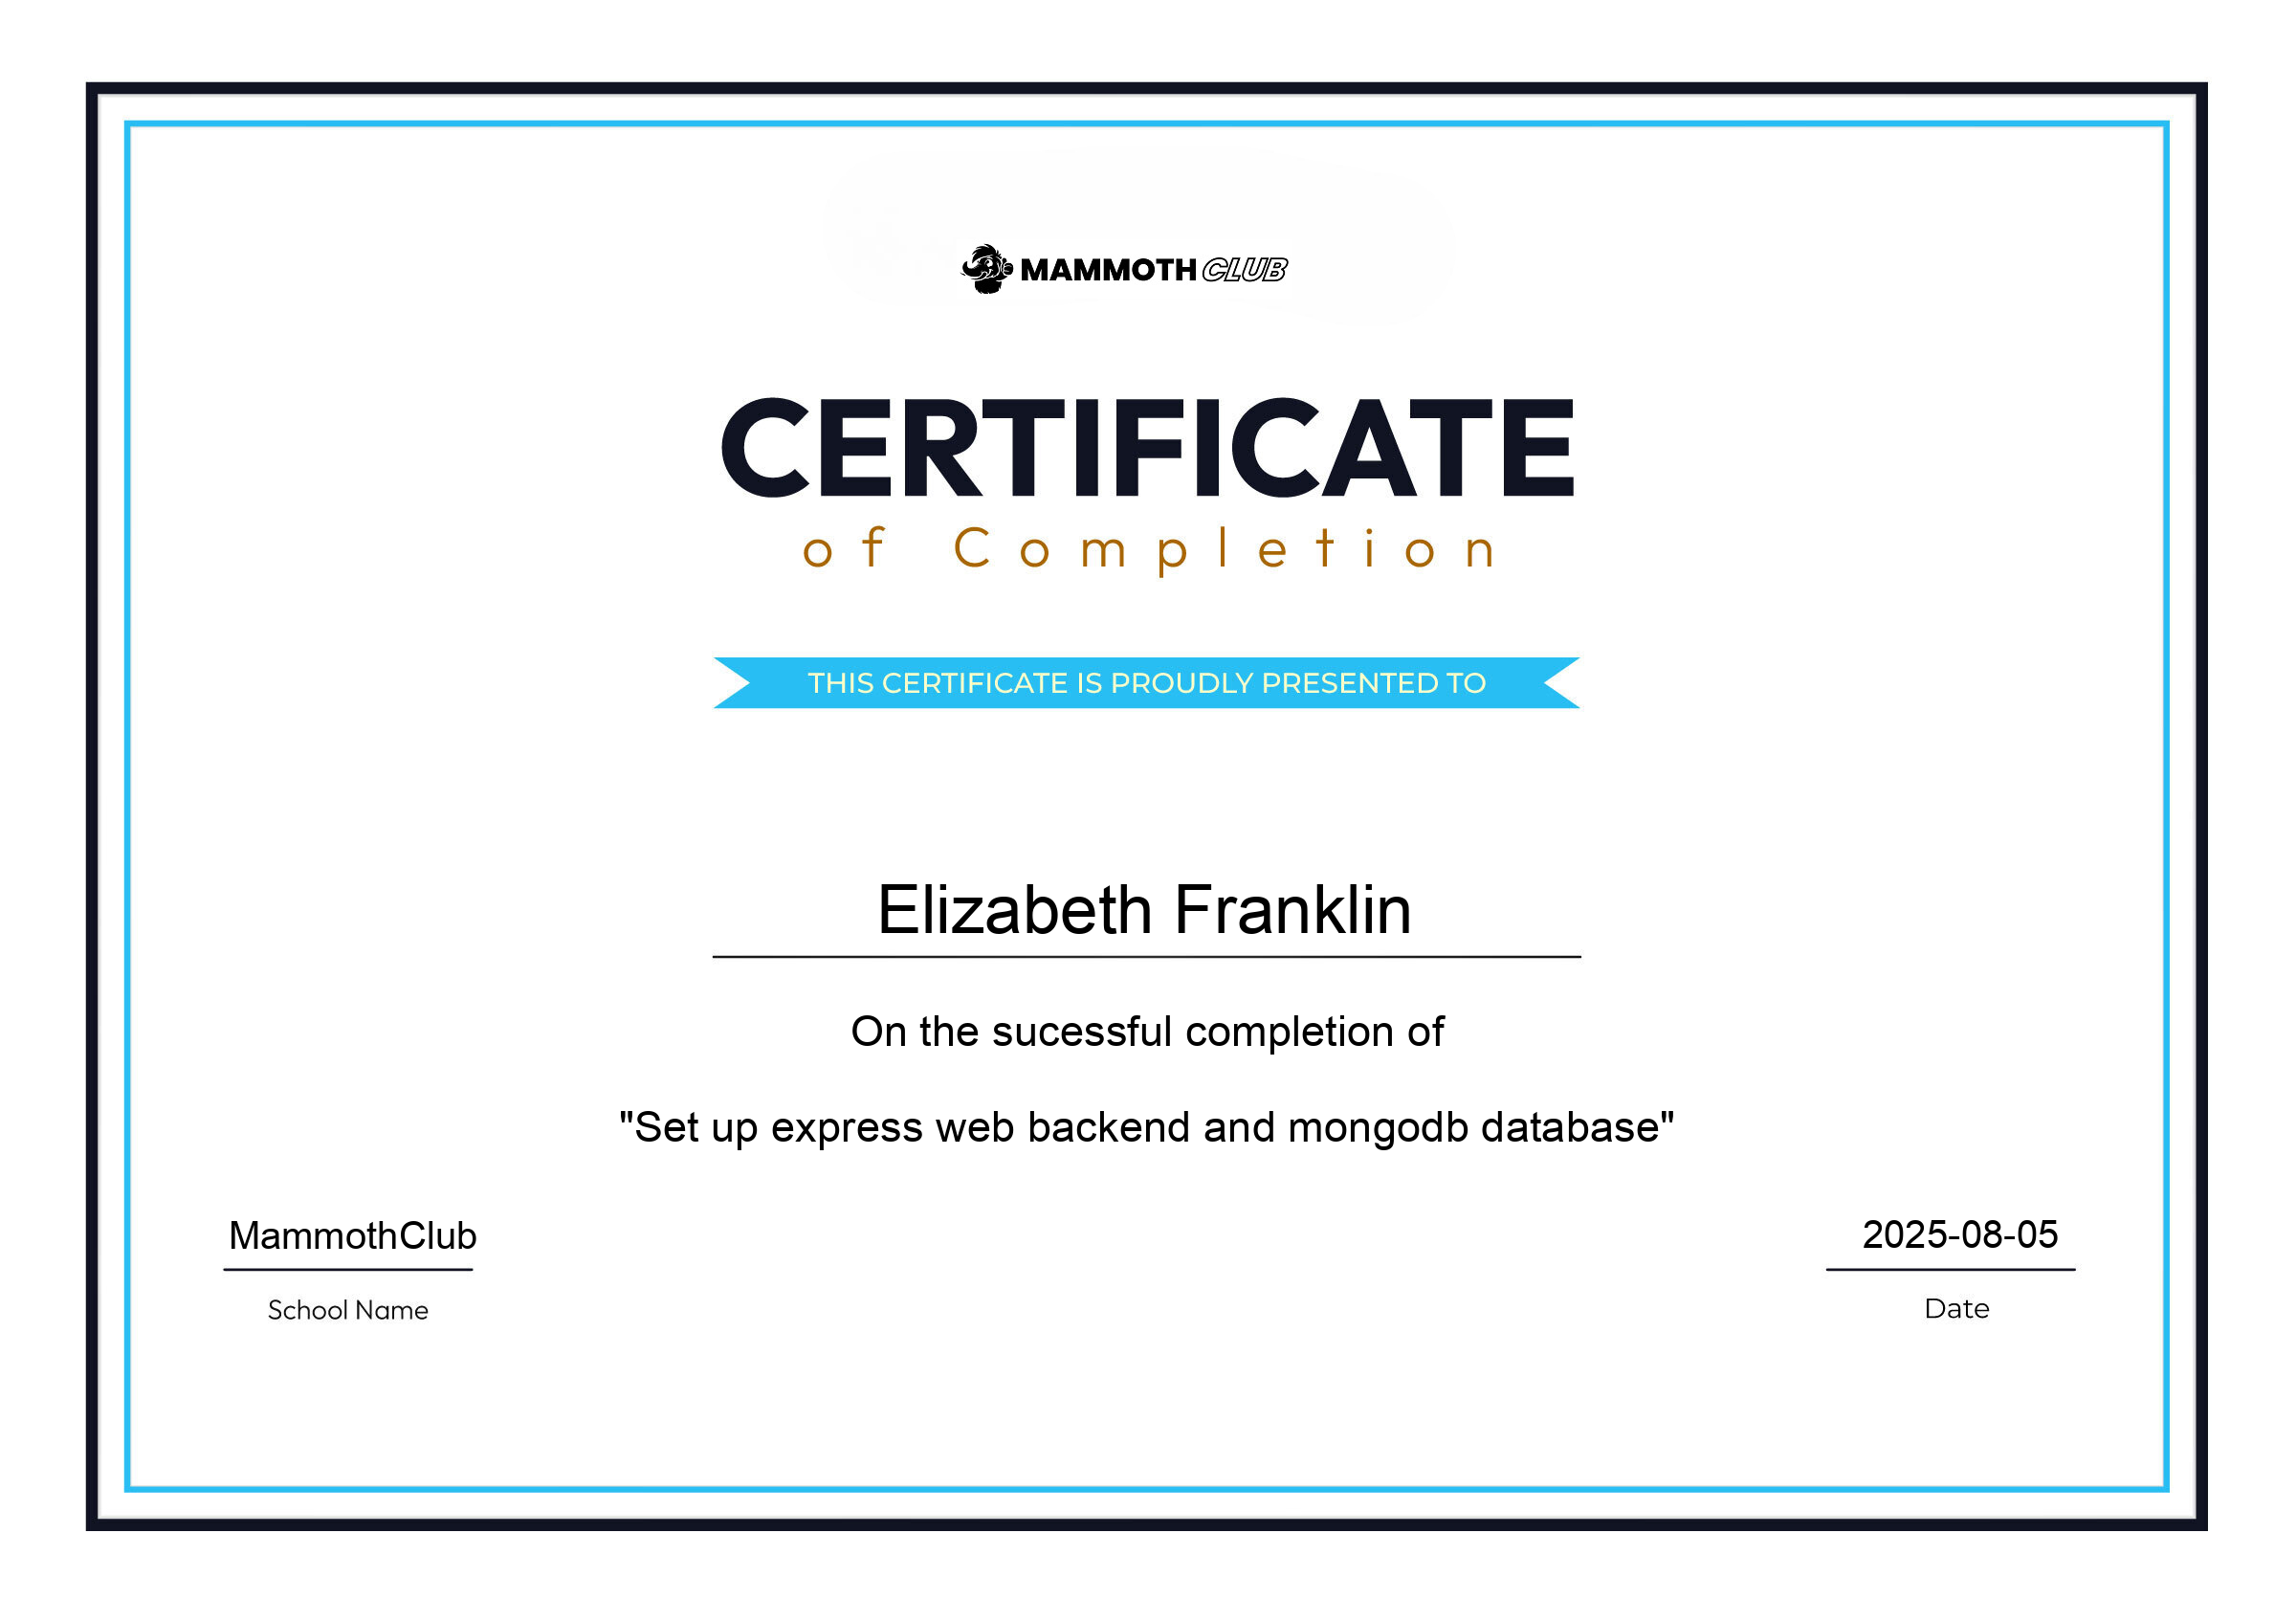 MAMMOTH CLUB
CERTIFICATE
of Completion
THIS CERTIFICATE IS PROUDLY PRESENTED TO
Elizabeth Franklin
On the sucessful completion of
"Set up express web backend and mongodb database"
MammothClub
School Name
2025-08-05
Date